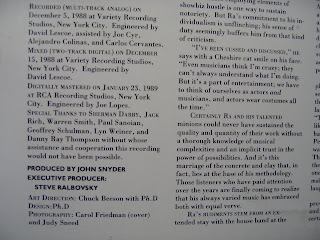 RECORDED (MULTI-TRACK ANALOG) ON
DECEMBER 5, 1988 at Variety Recording
Studios, New York City. Engineered by
David Lescoe, assisted by Joe Cyr,
Alejandro Colinas, and Carlos Cervantes.
MIXED (TWO-TRACK DIGITAL) ON DECEMBER
15, 1988 at Variety Recording Studios,
New York City. Engineered by
David Lescoe.
DIGITALLY MASTERED ON JANUARY 25, 1989
at RCA Recording Studios, New York
City. Engineered by Joe Lopes.
SPECIAL THANKS TO SHERMAN DARBY, Jack
Rich, Warren Smith, Paul Sanoian,
Geoffrey Schulman, Lyn Weiner, and
Danny Ray Thompson without whose
assistance and cooperation this recording
would not have been possible.
PRODUCED BY JOHN SNYDER
EXECUTIVE PRODUCER:
STEVE RALBOVSKY
ART DIRECTION: Chuck Beeson with Ph.D
DESIGN: Ph.D
PHOTOGRAPHY: Carol Friedman (cover)
and Judy Sneed
showbiz hustle is one way to sustain
notoriety. But Ra's commitment to his in-
dividualism is unflinching; his sense of
duty seemingly buffers him from that kind
of criticism.
"I'VE BEEN CUSSED AND DISCUSSED," HE
says with a Cheshire cat smile on his face.
"Even musicians think I'm crazy; they
can't always understand what I'm doing.
But it's a part of entertainment, we have
to think of ourselves as actors and
musicians, and actors wear costumes all
the time."
CERTAINLY RA AND HIS TALENTED
minions could never have sustained the
quality and quantity of their work without
a thorough knowledge of musical
complexities and an implicit trust in the
power of possibilities. And it's this
marriage of the concrete and clay that, in
fact, lies at the base of his methodology.
Those listeners who have paid attention
over the years are finally coming to realize
that his always varied music has embraced
both with equal verve.
RA'S RUDIMENTS STEM FROM AN EX-
tended stay with the house band at the